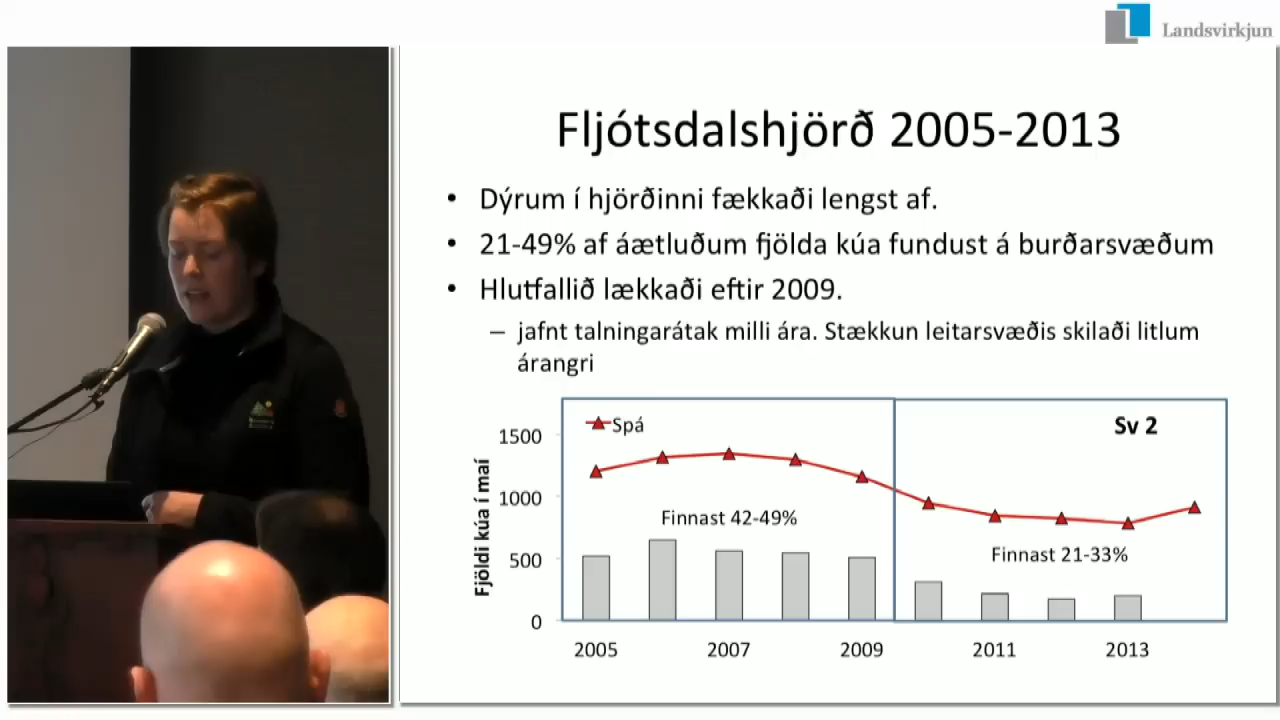 Landsvirkjun
Fljótsdalshjörð 2005-2013
• Dýrum í hjörðinni fækkaði lengst af.
• 21-49% af áætluðum fjölda kúa fundust á burðarsvæðum
• Hlutfallið lækkaði eftir 2009.
– jafnt talningarátak milli ára. Stækkun leitarsvæðis skilaði litlum
árangri
Spá
Sv 2
Fjöldi kúa í maí
1500
1000
500
0
Finnast 42-49%
Finnast 21-33%
2005 2007 2009 2011 2013